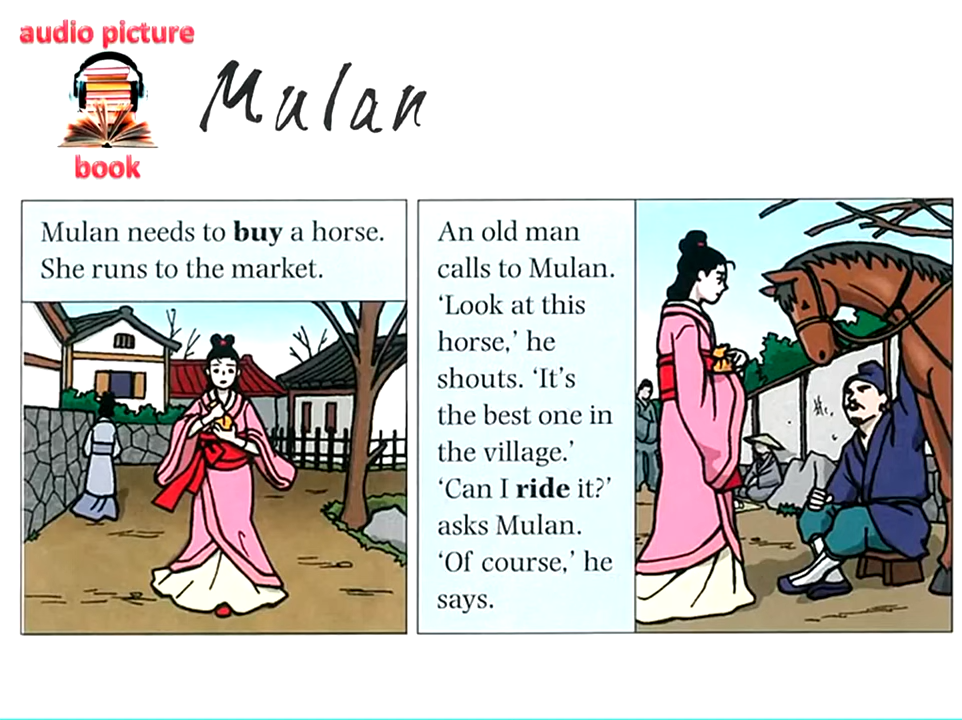 audio picture
book
Mulan
Mulan needs to buy a horse.
She runs to the market.
An old man
calls to Mulan.
‘Look at this
horse,’ he
shouts. ‘It’s
the best one in
the village.’
‘Can I ride it?’
asks Mulan.
‘Of course,’ he
says.